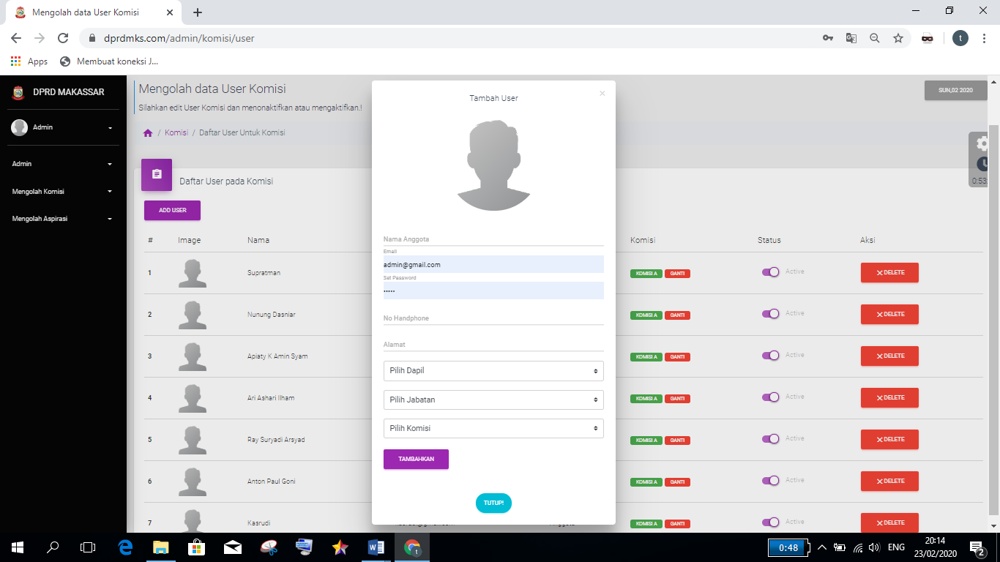 Mengolah data User Komisi
dprdmks.com/admin/komisi/user
t
Apps
Membuat koneksi J...
DPRD MAKASSAR
Admin
Admin
Mengolah Komisi
Mengolah Aspirasi
Mengolah data User Komisi
Silahkan edit User Komisi dan menonaktifkan atau mengaktifkan.!
SUN,02 2020
/ Komisi / Daftar User Untuk Komisi
0:53:
Daftar User pada Komisi
ADD USER
# Image Nama Komisi Status Aksi
1 Supratman KOMISI A GANTI Active × DELETE
2 Nunung Dasniar KOMISI A GANTI Active × DELETE
3 Apiaty K Amin Syam KOMISI A GANTI Active × DELETE
4 Ari Ashari Ilham KOMISI A GANTI Active × DELETE
5 Ray Suryadi Arsyad KOMISI A GANTI Active × DELETE
6 Anton Paul Goni KOMISI A GANTI Active × DELETE
7 Kasrudi KOMISI A GANTI Active × DELETE
Tambah User ×
Nama Anggota
Email
admin@gmail.com
Set Password
•••••
No Handphone
Alamat
Pilih Dapil
Pilih Jabatan
Pilih Komisi
TAMBAHKAN
TUTUP!
0:48
ENG
20:14
23/02/2020
2